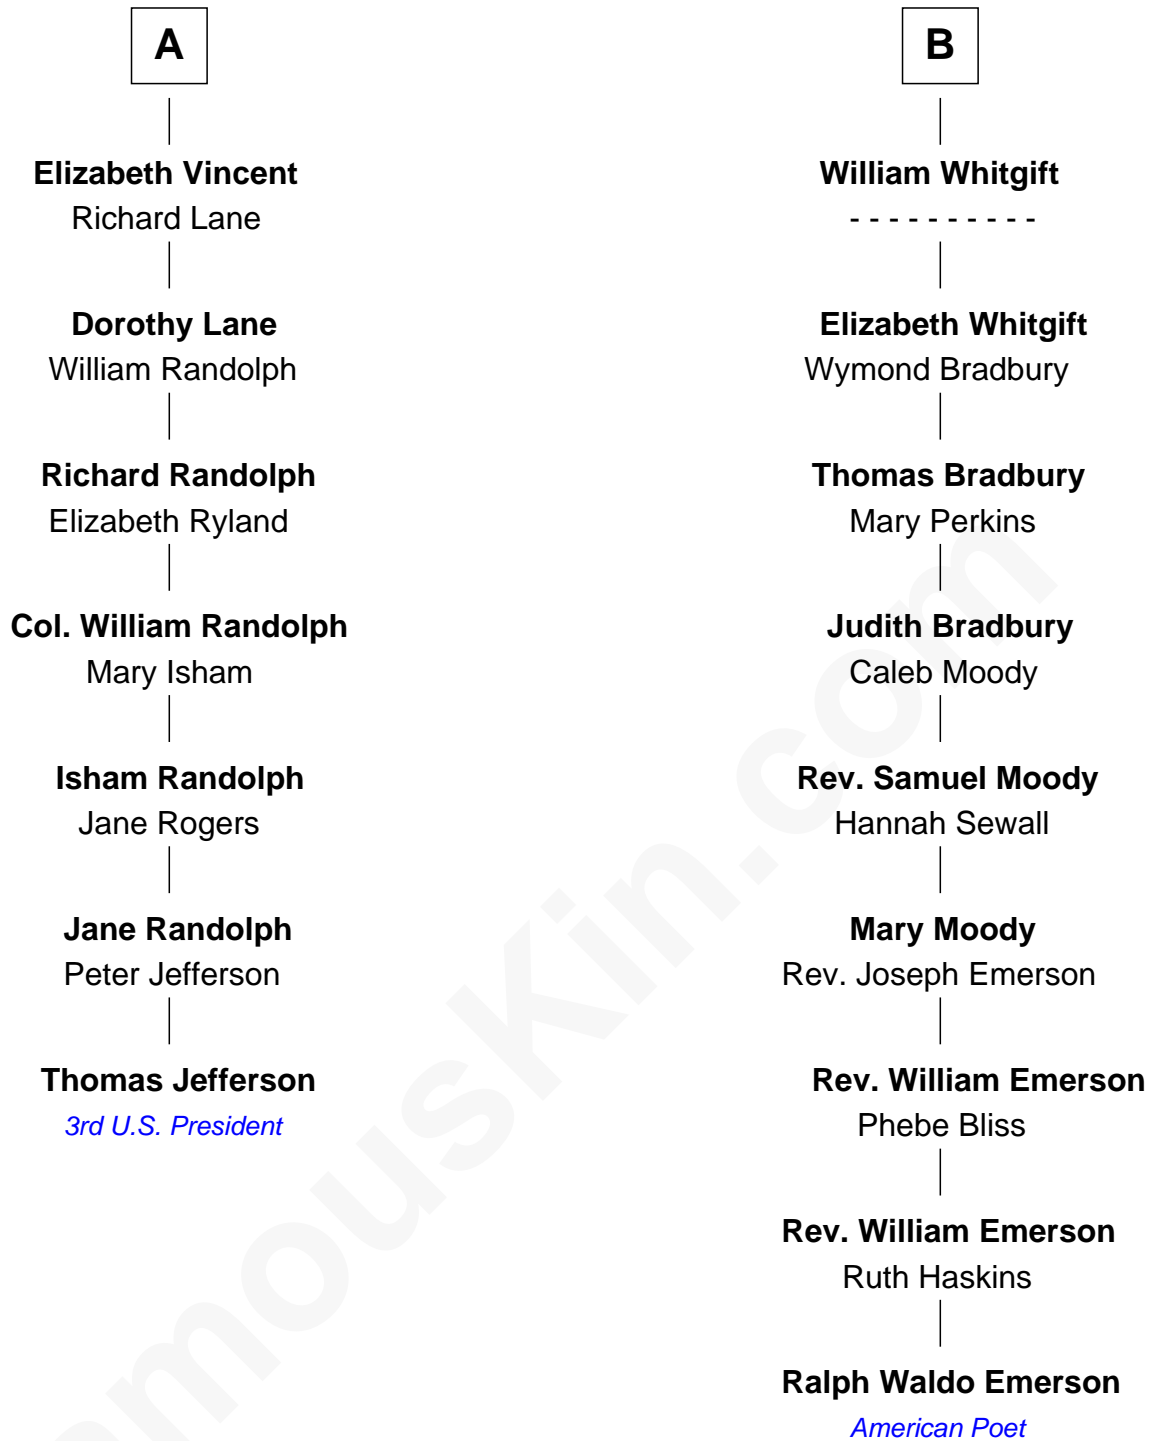 A
Elizabeth Vincent
Richard Lane
Dorothy Lane
William Randolph
Richard Randolph
Elizabeth Ryland
Col. William Randolph
Mary Isham
Isham Randolph
Jane Rogers
Jane Randolph
Peter Jefferson
Thomas Jefferson
3rd U.S. President
B
William Whitgift
- - - - - - - - - -
Elizabeth Whitgift
Wymond Bradbury
Thomas Bradbury
Mary Perkins
Judith Bradbury
Caleb Moody
Rev. Samuel Moody
Hannah Sewall
Mary Moody
Rev. Joseph Emerson
Rev. William Emerson
Phebe Bliss
Rev. William Emerson
Ruth Haskins
Ralph Waldo Emerson
American Poet
amouskin.com